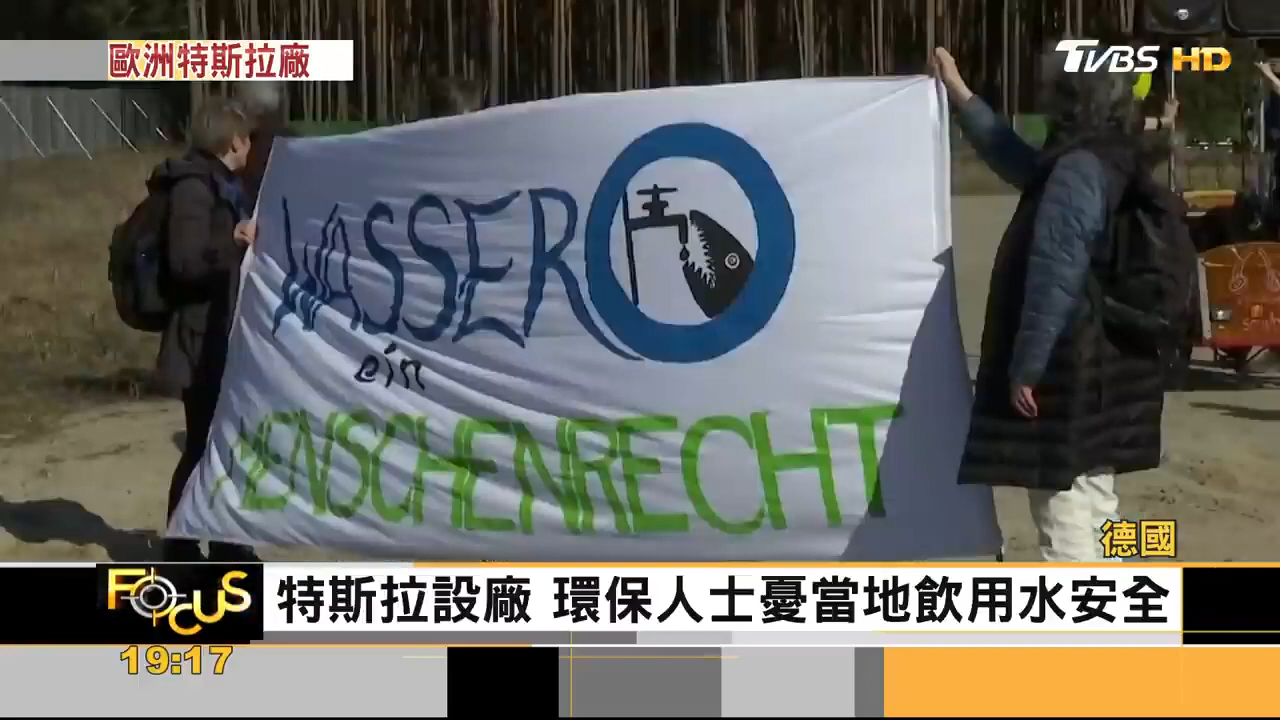 歐洲特斯拉廠
TVBS HD
WASSER
ein
MENSCHENRECHT
德國
FOCUS
特斯拉設廠 環保人士憂當地飲用水安全
19:17